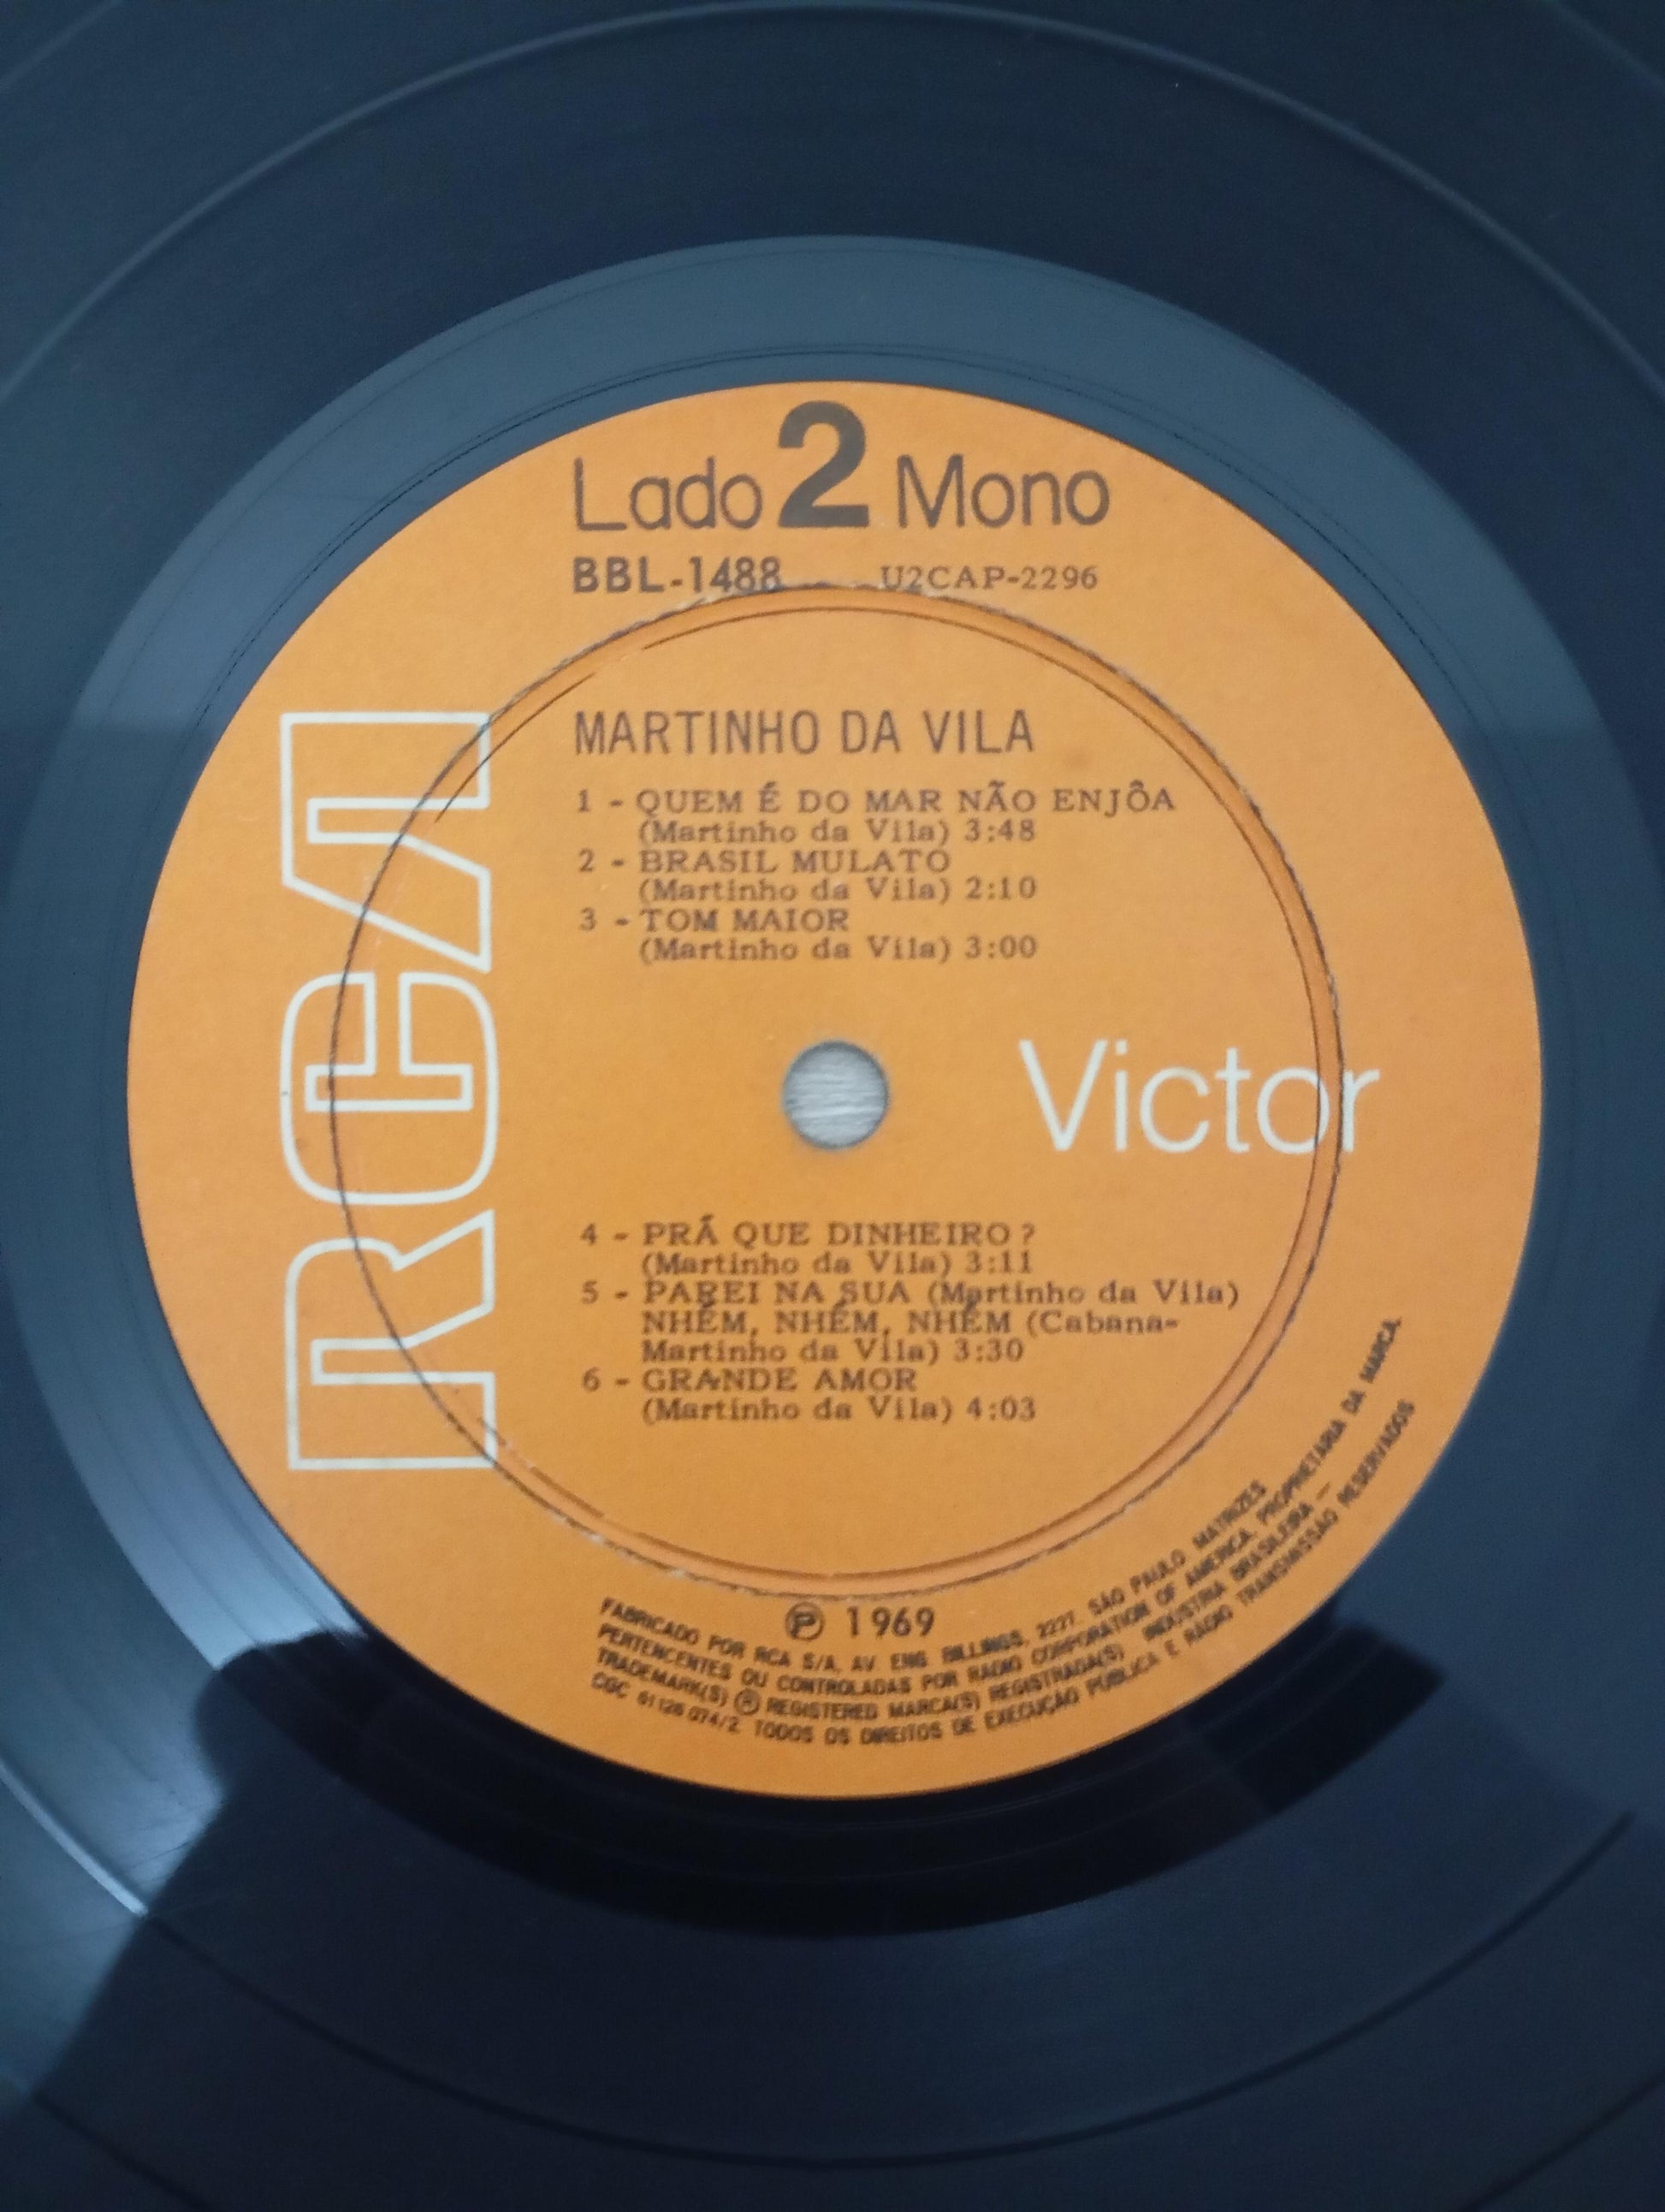 Lado 2 Mono
BBL-1488 U2CAP-2296
RCA
MARTINHO DA VILA
1 - QUEM É DO MAR NÃO ENJÔA
(Martinho da Vila) 3:48
2 - BRASIL MULATO
(Martinho da Vila) 2:10
3 - TOM MAIOR
(Martinho da Vila) 3:00
Victor
4 - PRÁ QUE DINHEIRO?
(Martinho da Vila) 3:11
5 - PAREI NA SUA (Martinho da Vila)
NHÉM, NHÉM, NHÉM (Cabana-
Martinho da Vila) 3:30
6 - GRANDE AMOR
(Martinho da Vila) 4:03
Ⓟ 1969
FABRICADO POR RCA S/A, AV. ENG. BILLINGS, 2227. SÃO PAULO MATRIZES
PERTENCENTES OU CONTROLADAS POR RADIO CORPORATION OF AMERICA, PROPRIETARIA DA MARCA.
TRADEMARK(S) ® REGISTERED MARCA(S) REGISTRADA(S) INDÚSTRIA BRASILEIRA —
CGC 61128 074/2 TODOS OS DIREITOS DE EXECUÇÃO PÚBLICA E RÁDIO TRANSMISSÃO RESERVADOS